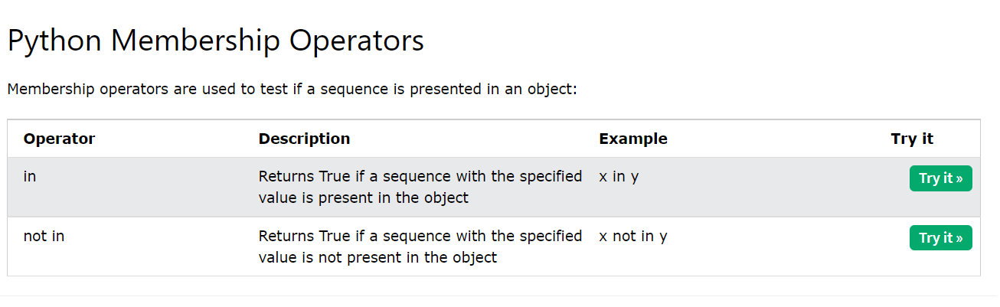 Python Membership Operators
Membership operators are used to test if a sequence is presented in an object:
Operator Description Example Try it
in Returns True if a sequence with the specified x in y Try it »
value is present in the object
not in Returns True if a sequence with the specified x not in y Try it »
value is not present in the object